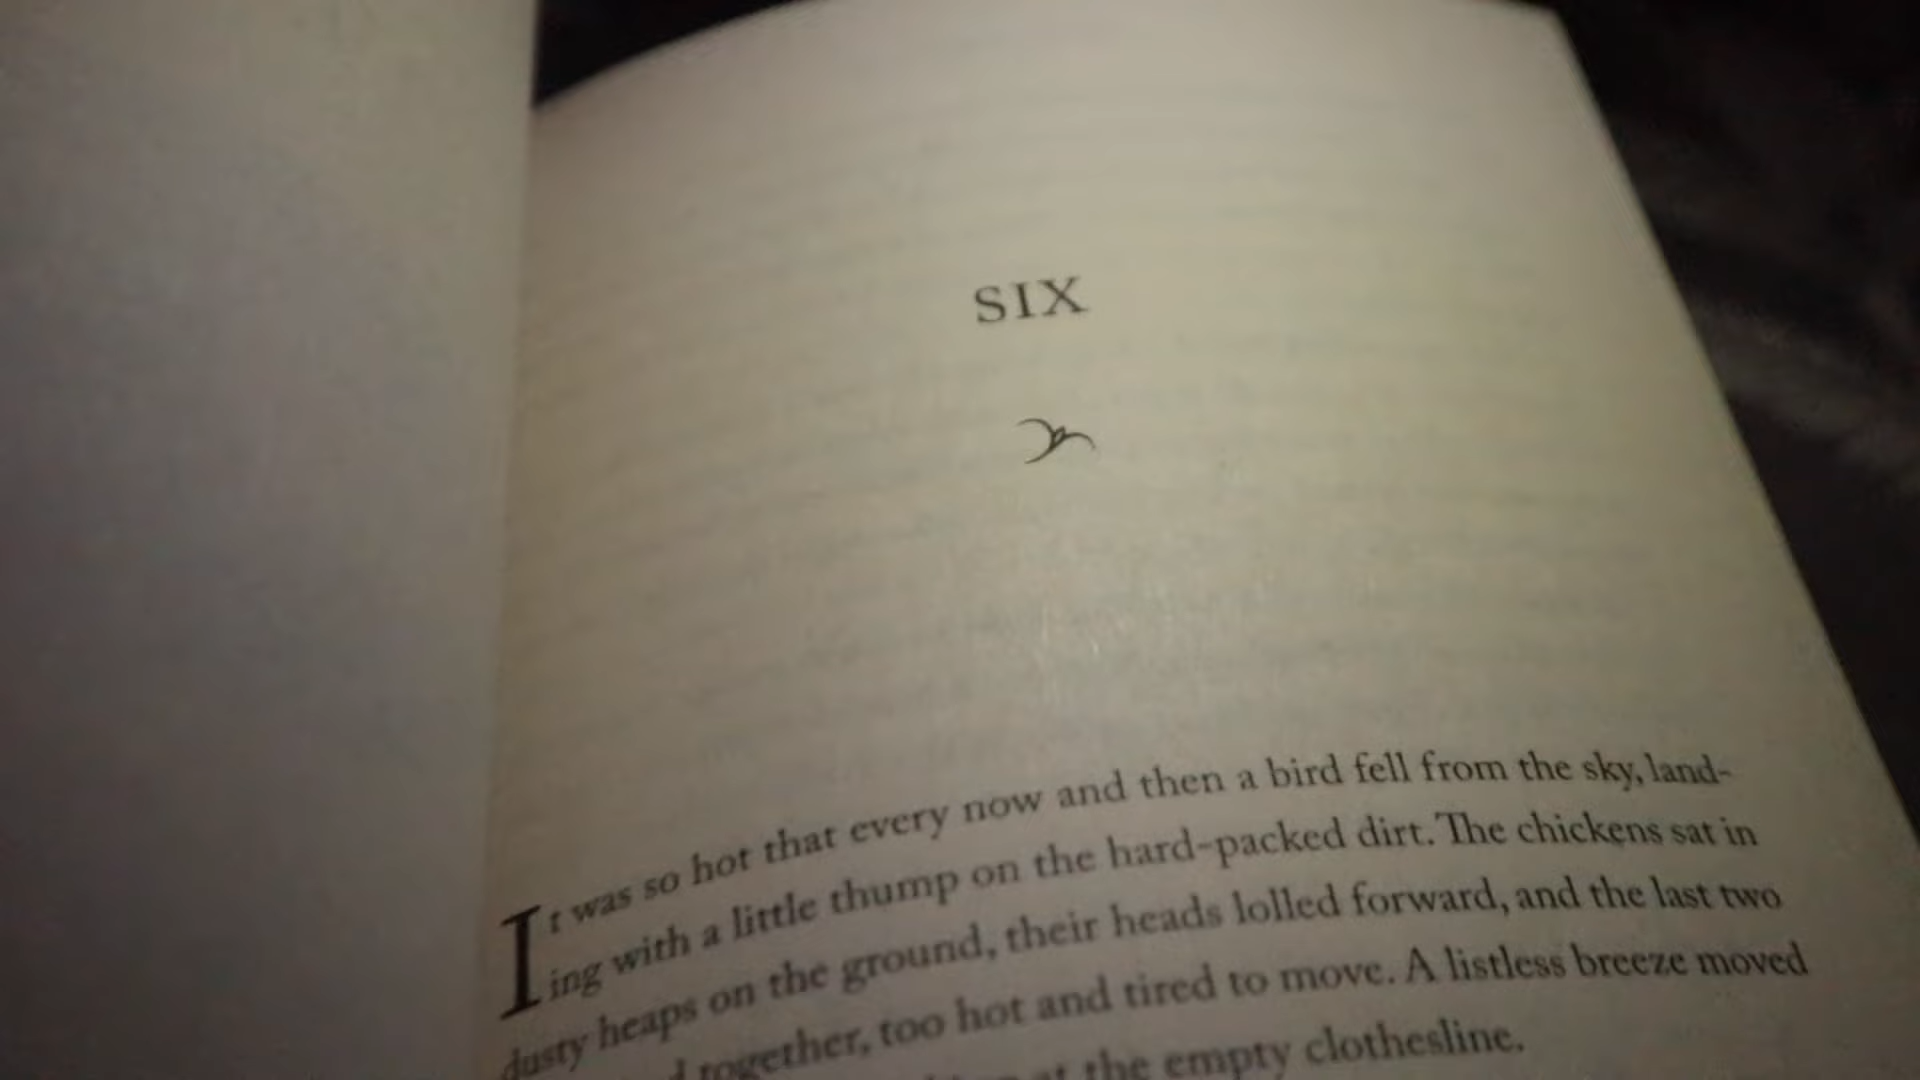 SIX
It was so hot that every now and then a bird fell from the sky, land-
ing with a little thump on the hard-packed dirt. The chickens sat in
dusty heaps on the ground, their heads lolled forward, and the last two
together, too hot and tired to move. A listless breeze moved
at the empty clothesline.